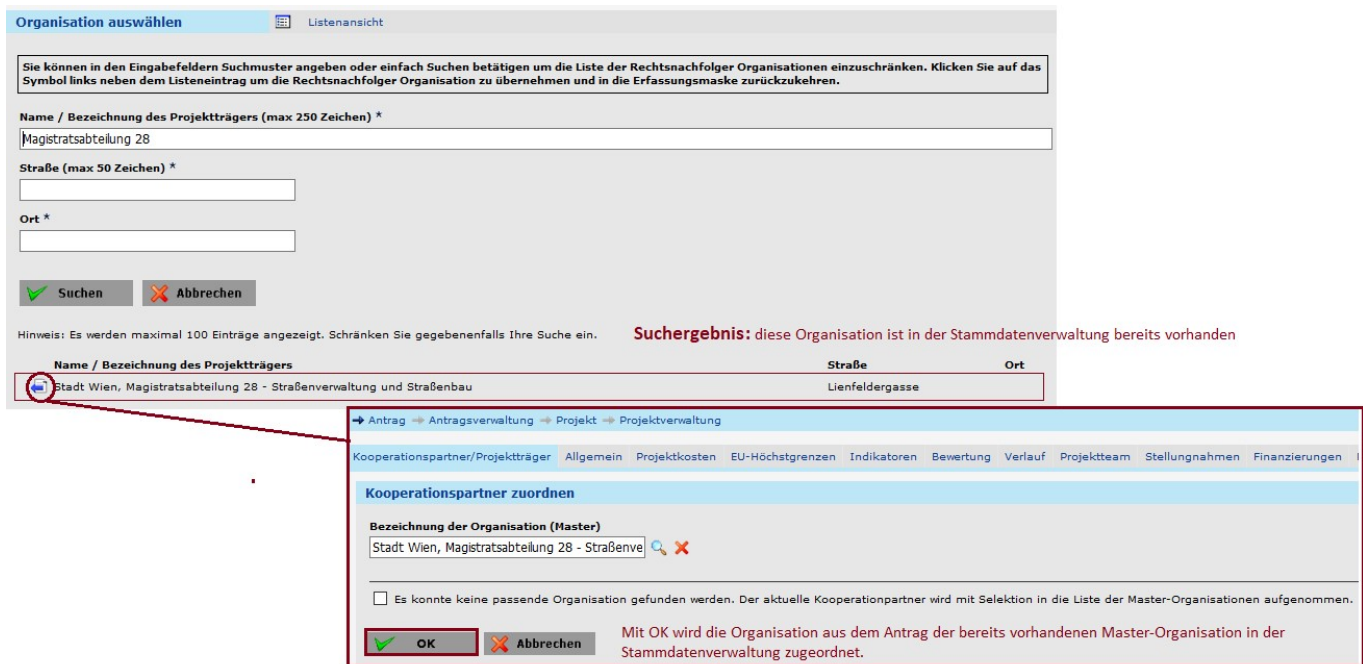 Organisation auswählen
Listenansicht
Sie können in den Eingabefeldern Suchmuster angeben oder einfach Suchen betätigen um die Liste der Rechtsnachfolger Organisationen einzuschränken. Klicken Sie auf das
Symbol links neben dem Listeneintrag um die Rechtsnachfolger Organisation zu übernehmen und in die Erfassungsmaske zurückzukehren.
Name / Bezeichnung des Projektträgers (max 250 Zeichen) *
Magistratsabteilung 28
Straße (max 50 Zeichen) *
Ort *
Suchen
Abbrechen
Hinweis: Es werden maximal 100 Einträge angezeigt. Schränken Sie gegebenenfalls Ihre Suche ein.
Suchergebnis: diese Organisation ist in der Stammdatenverwaltung bereits vorhanden
Name / Bezeichnung des Projektträgers Straße Ort
Stadt Wien, Magistratsabteilung 28 - Straßenverwaltung und Straßenbau Lienfeldergasse
Antrag Antragsverwaltung Projekt Projektverwaltung
Kooperationspartner/Projektträger Allgemein Projektkosten EU-Höchstgrenzen Indikatoren Bewertung Verlauf Projektteam Stellungnahmen Finanzierungen
Kooperationspartner zuordnen
Bezeichnung der Organisation (Master)
Stadt Wien, Magistratsabteilung 28 - Straßenve
Es konnte keine passende Organisation gefunden werden. Der aktuelle Kooperationpartner wird mit Selektion in die Liste der Master-Organisationen aufgenommen.
OK
Abbrechen
Mit OK wird die Organisation aus dem Antrag der bereits vorhandenen Master-Organisation in der
Stammdatenverwaltung zugeordnet.